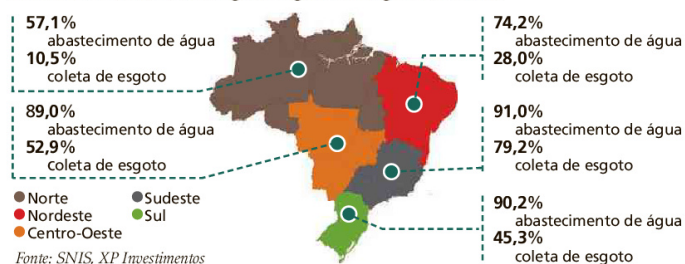 57,1%
abastecimento de água
10,5%
coleta de esgoto
89,0%
abastecimento de água
52,9%
coleta de esgoto
74,2%
abastecimento de água
28,0%
coleta de esgoto
91,0%
abastecimento de água
79,2%
coleta de esgoto
90,2%
abastecimento de água
45,3%
coleta de esgoto
Norte
Sudeste
Nordeste
Sul
Centro-Oeste
Fonte: SNIS, XP Investimentos